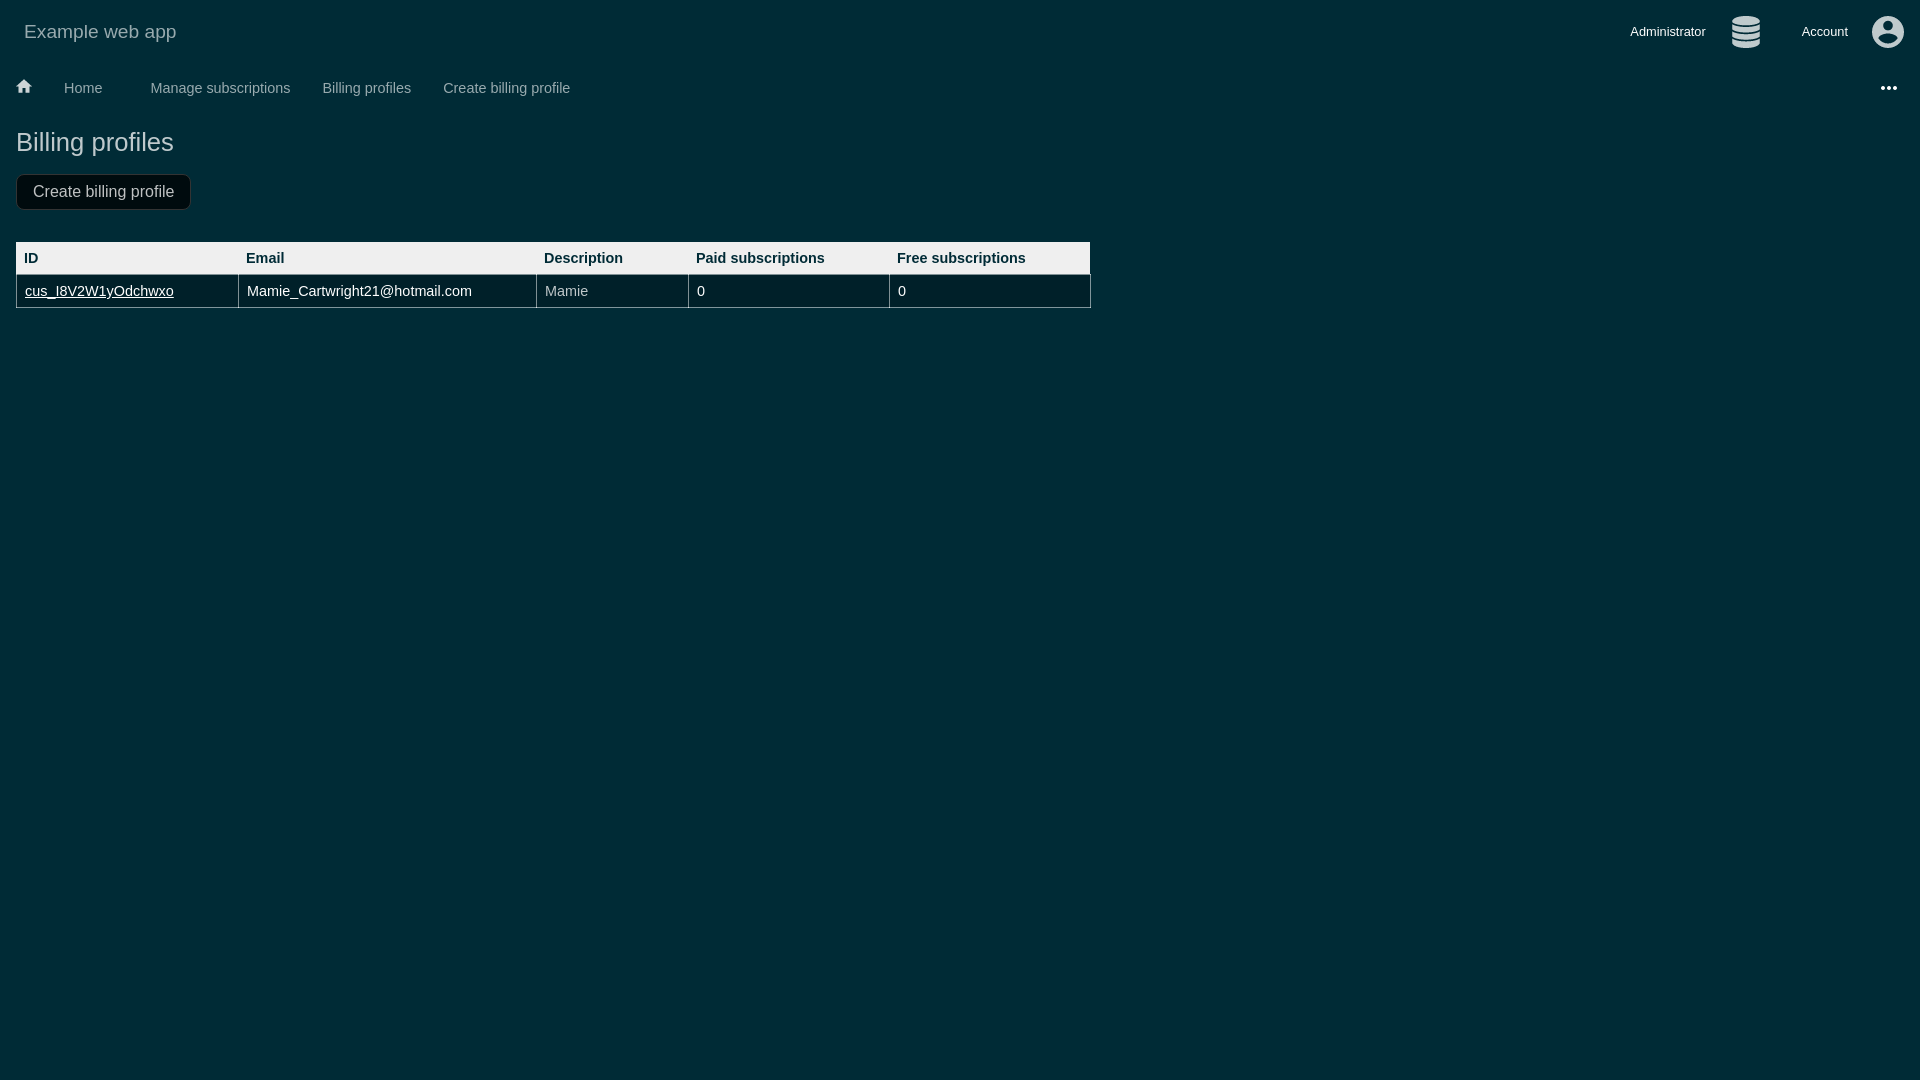 Example web app Administrator Account
Home Manage subscriptions Billing profiles Create billing profile
Billing profiles
Create billing profile
ID Email Description Paid subscriptions Free subscriptions
cus_I8V2W1yOdchwxo Mamie_Cartwright21@hotmail.com Mamie 0 0